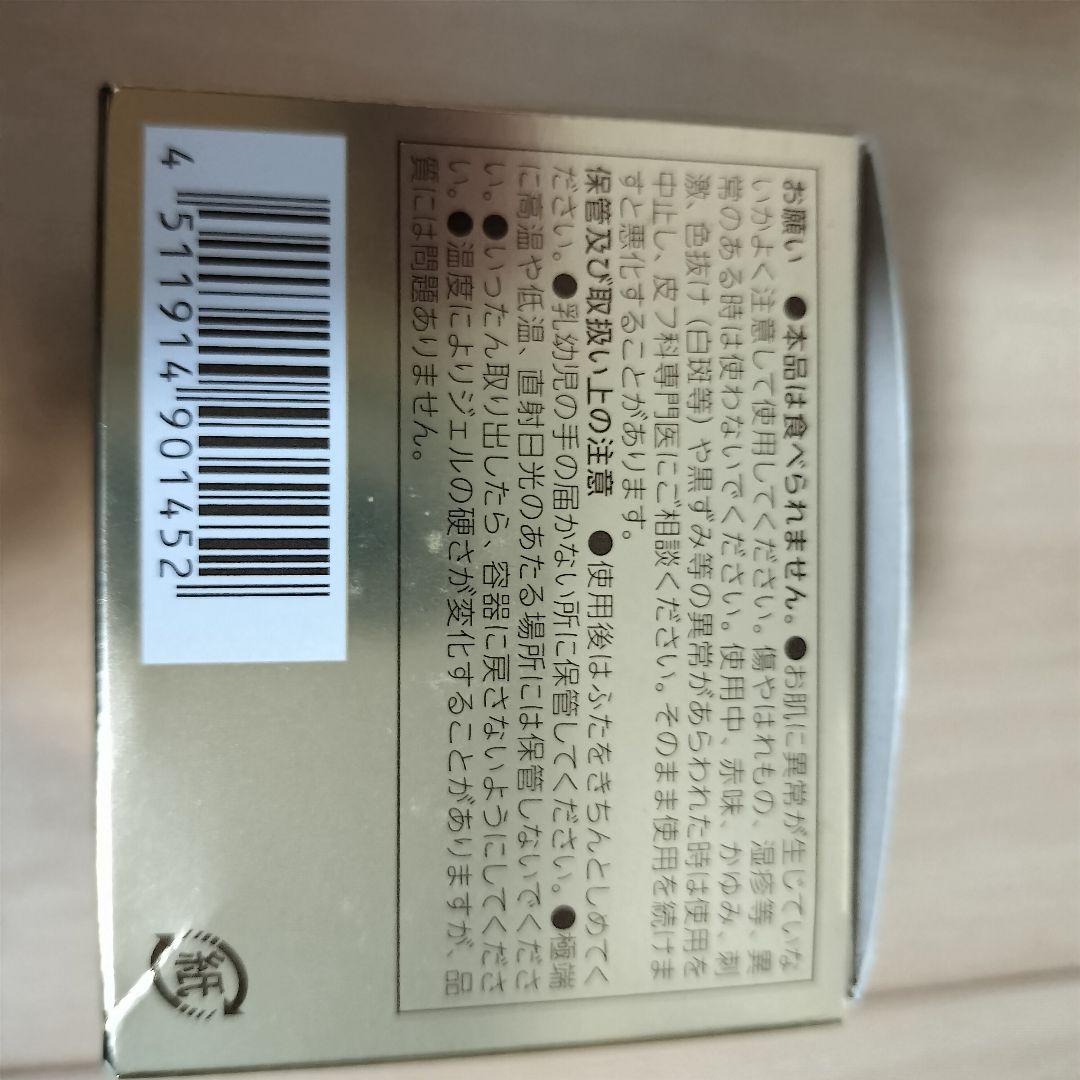 お願い ●本品は食べられません。●お肌に異常が生じていな
いかよく注意して使用してください。傷やはれもの、湿疹等、異
常のある時は使わないでください。使用中、赤味、かゆみ、刺
激、色抜け（白斑等）や黒ずみ等の異常があらわれた時は使用を
中止し、皮フ科専門医にご相談ください。そのまま使用を続けま
すと悪化することがあります。
保管及び取扱い上の注意 ●使用後はふたをきちんとしめてく
ださい。●乳幼児の手の届かない所に保管してください。●極端
に高温や低温、直射日光のあたる場所には保管しないでくださ
い。●いったん取り出したら、容器に戻さないようにしてくださ
い。●温度によりジェルの硬さが変化することがありますが、品
質には問題ありません。
4 511914 901452
紙